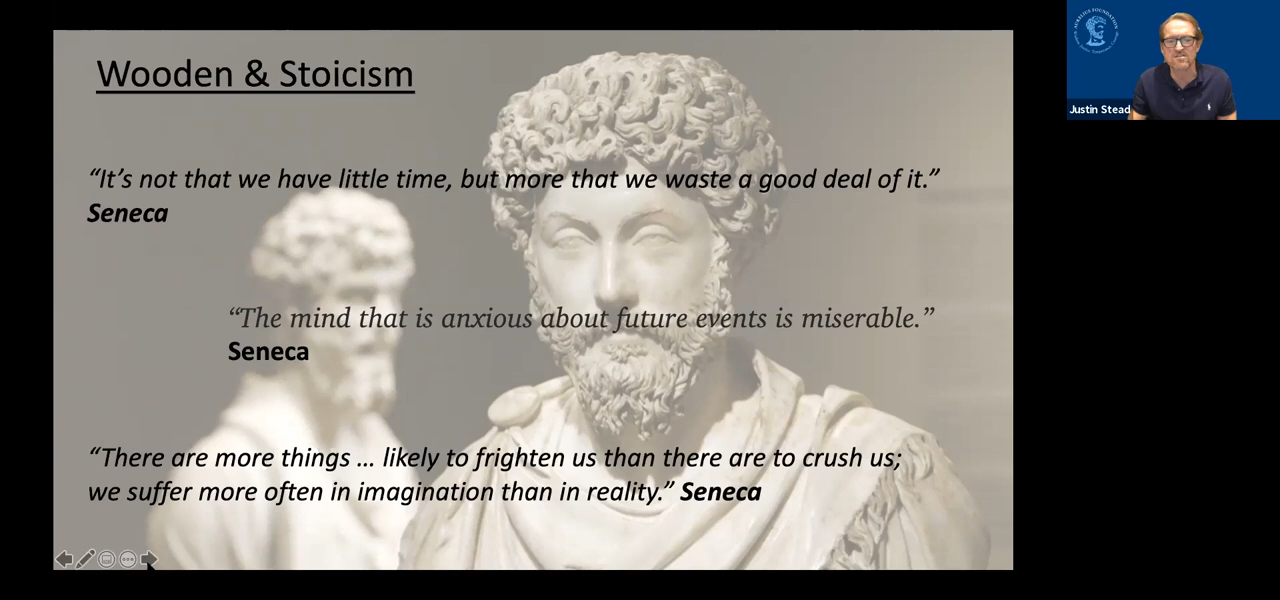 Wooden & Stoicism
“It’s not that we have little time, but more that we waste a good deal of it.”
Seneca
“The mind that is anxious about future events is miserable.”
Seneca
“There are more things ... likely to frighten us than there are to crush us;
we suffer more often in imagination than in reality.” Seneca
AURELIUS FOUNDATION
Justin Stead